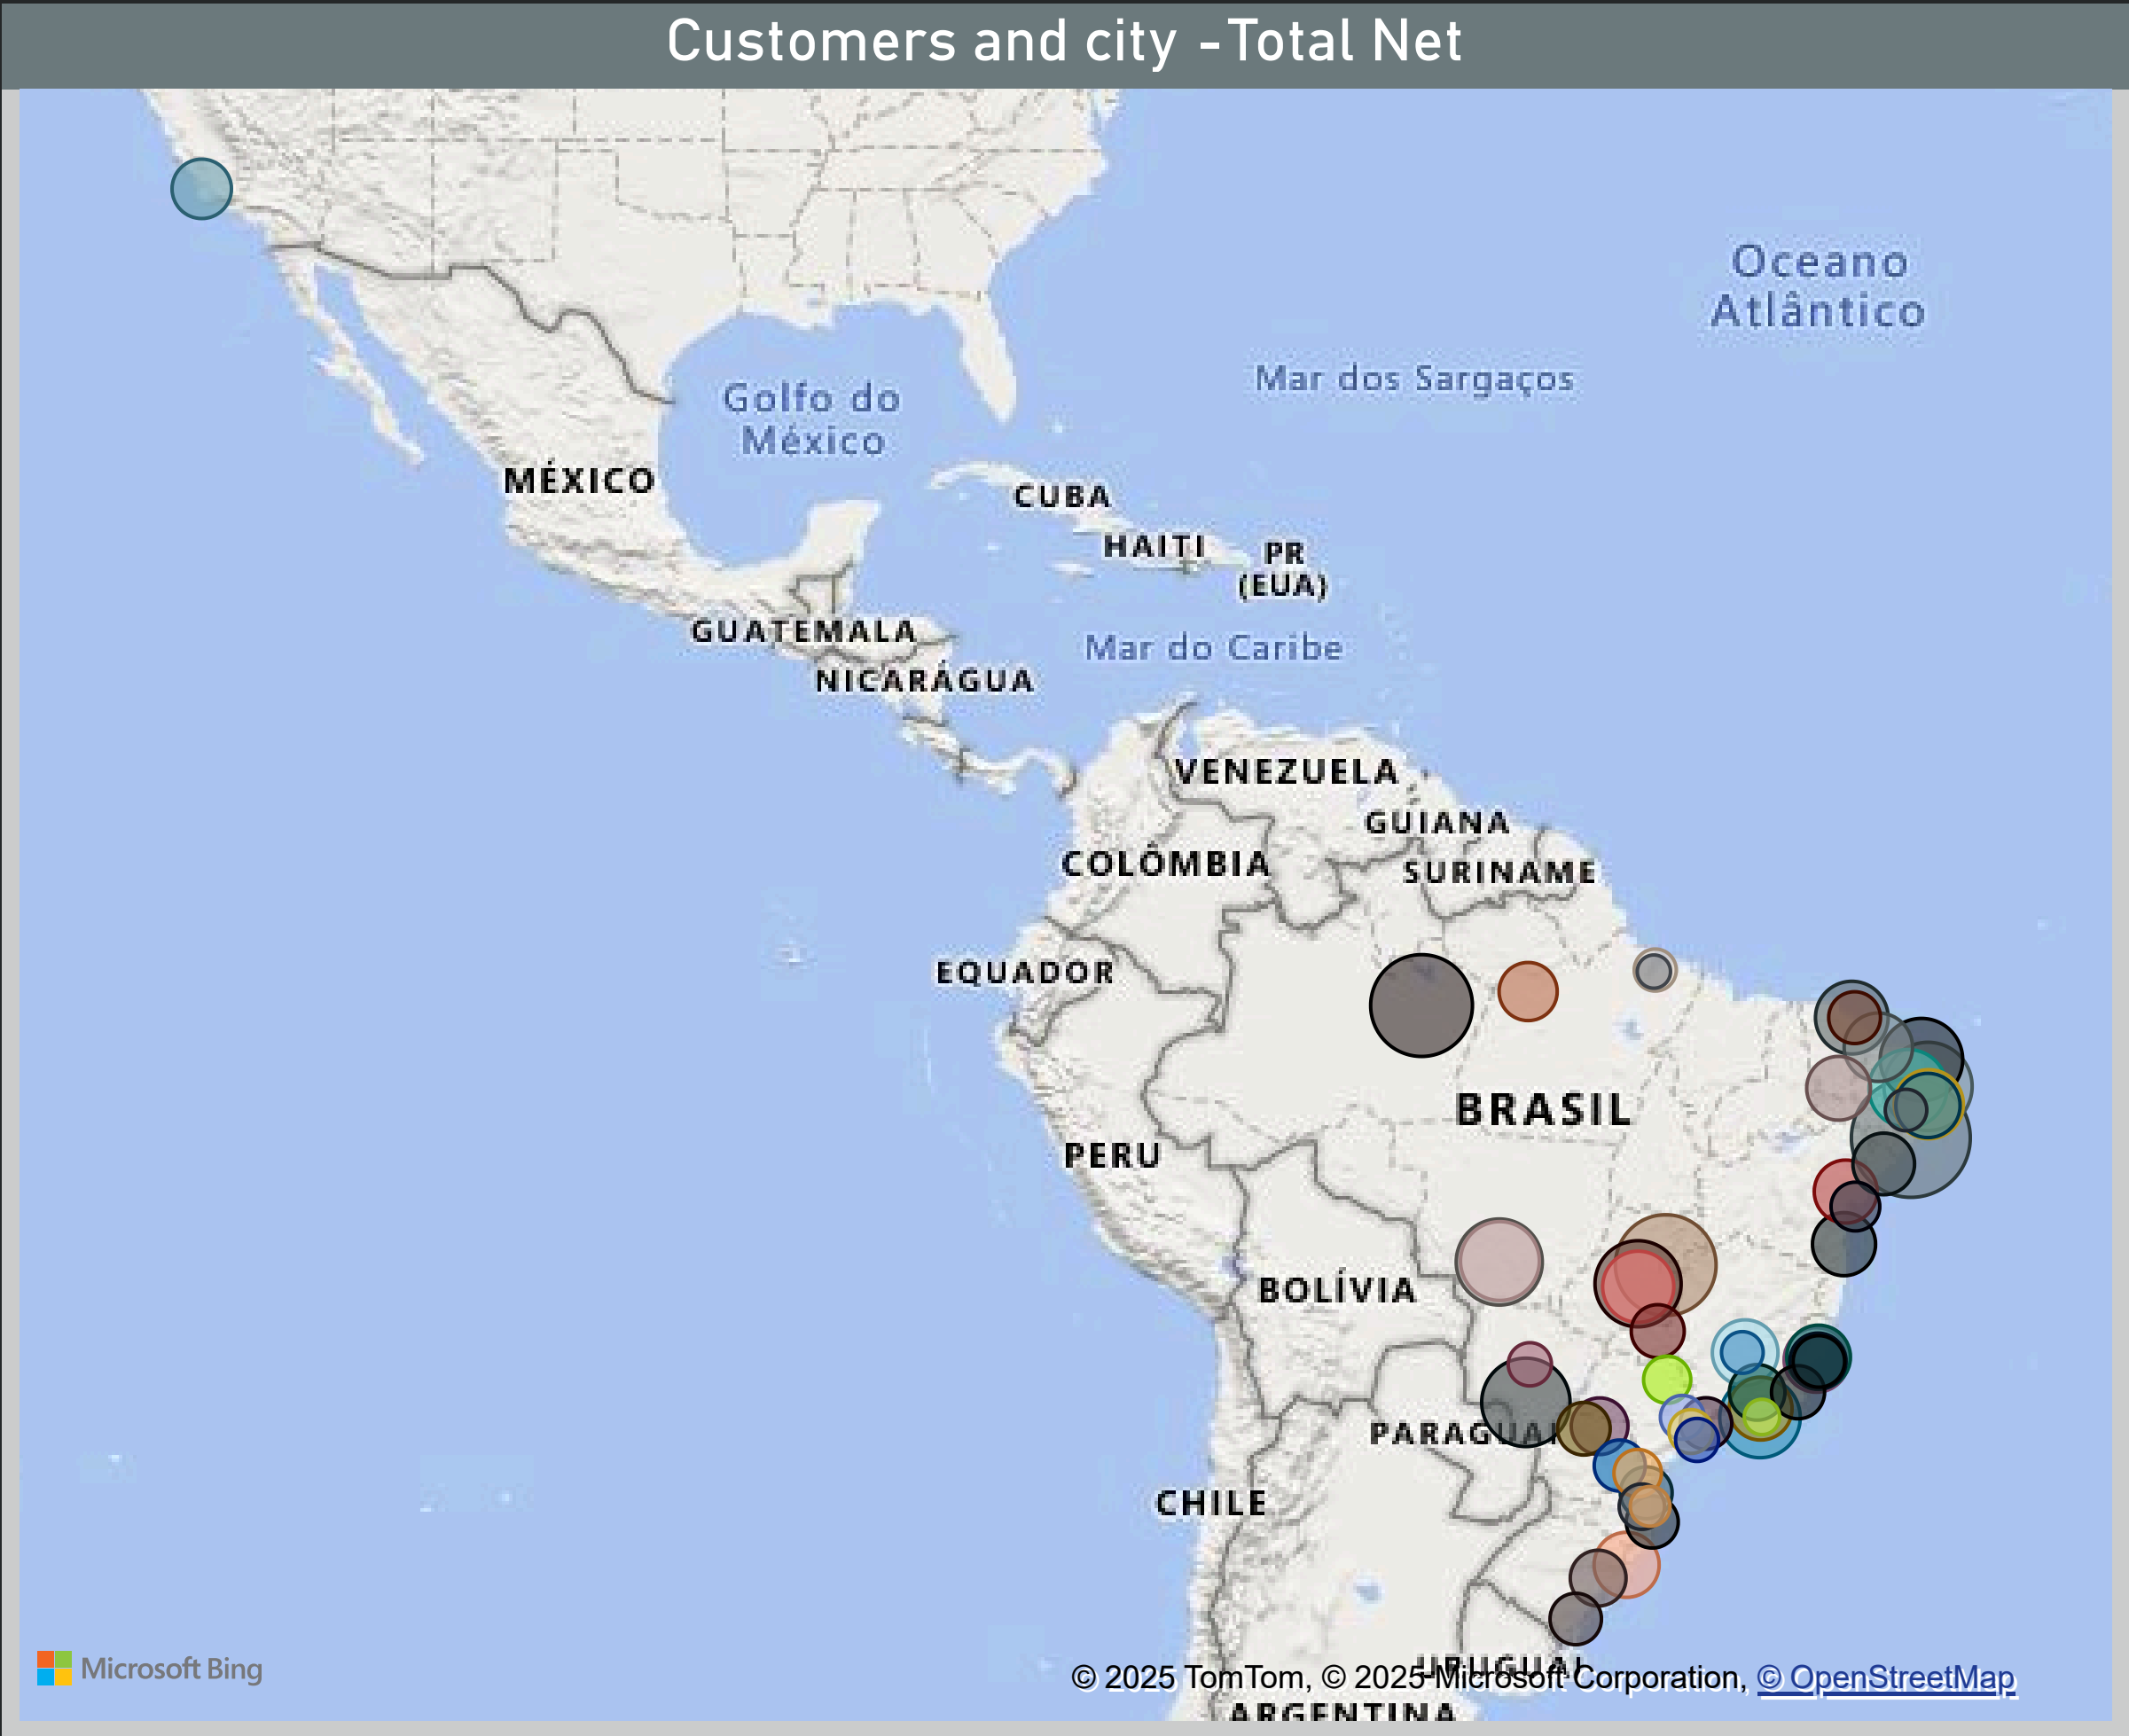 Customers and city -Total Net
Oceano
Atlântico
Mar dos Sargaços
Golfo do
México
MÉXICO
CUBA
HAITI
PR
(EUA)
GUATEMALA
Mar do Caribe
NICARÁGUA
VENEZUELA
GUIANA
COLÔMBIA
SURINAME
EQUADOR
BRASIL
PERU
BOLÍVIA
PARAGUAI
CHILE
URUGUAI
Microsoft Bing
© 2025 TomTom, © 2025 Microsoft Corporation, © OpenStreetMap
ARGENTINA